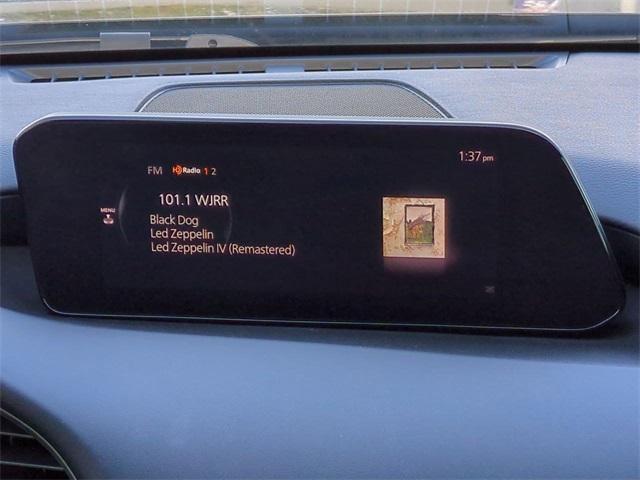 1:37 pm
FM HD Radio 1 2
101.1 WJRR
MENU
Black Dog
Led Zeppelin
Led Zeppelin IV (Remastered)